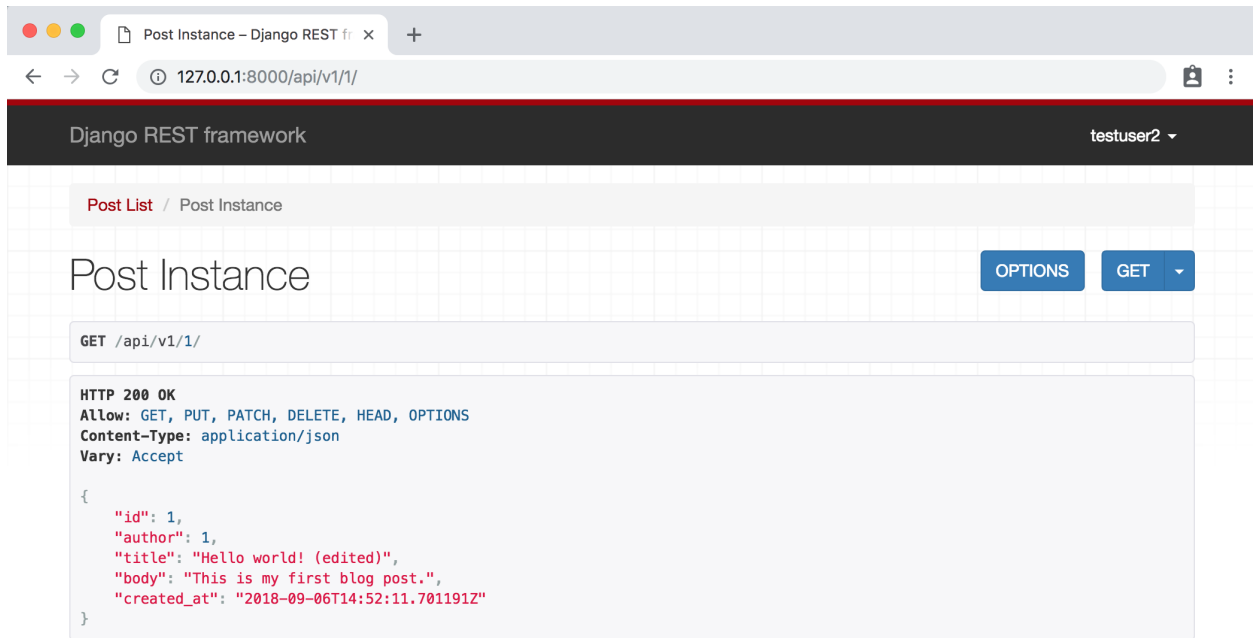 Post Instance – Django REST fr
127.0.0.1:8000/api/v1/1/
Django REST framework
testuser2
Post List / Post Instance
Post Instance
OPTIONS
GET
GET /api/v1/1/
HTTP 200 OK
Allow: GET, PUT, PATCH, DELETE, HEAD, OPTIONS
Content-Type: application/json
Vary: Accept
{
    "id": 1,
    "author": 1,
    "title": "Hello world! (edited)",
    "body": "This is my first blog post.",
    "created_at": "2018-09-06T14:52:11.701191Z"
}